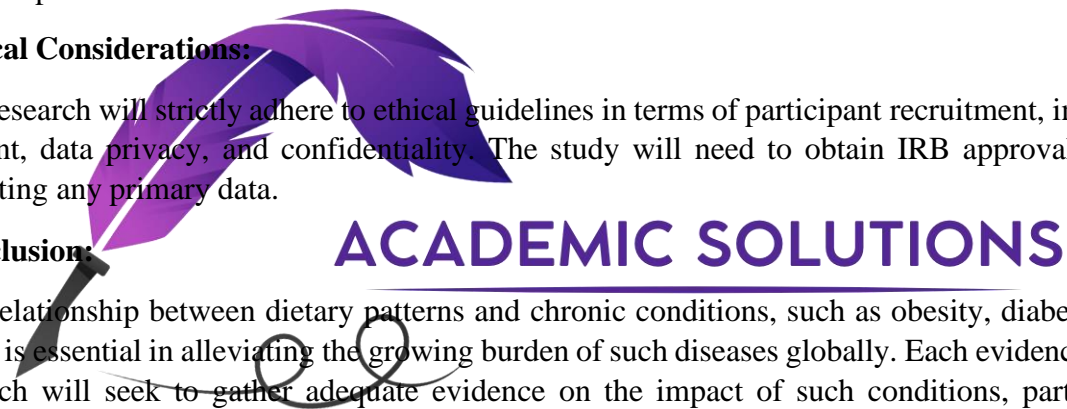 cal Considerations:
esearch will strictly adhere to ethical guidelines in terms of participant recruitment, in
nt, data privacy, and confidentiality. The study will need to obtain IRB approval
ting any primary data.
clusion:
ACADEMIC SOLUTIONS
elationship between dietary patterns and chronic conditions, such as obesity, diabe
is essential in alleviating the growing burden of such diseases globally. Each evidenc
ch will seek to gather adequate evidence on the impact of such conditions, part